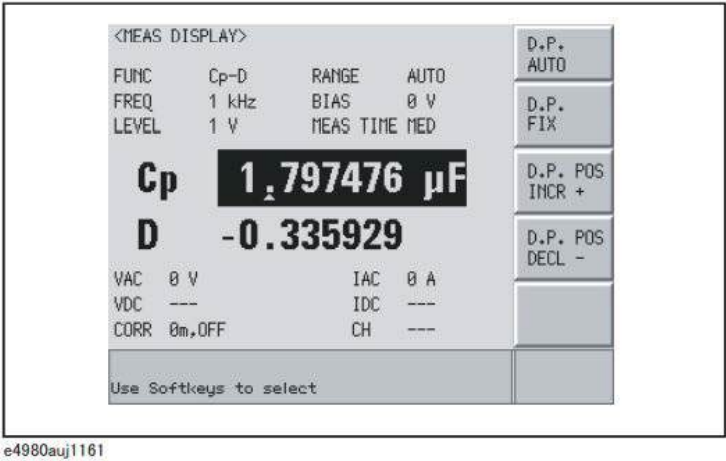 <MEAS DISPLAY>
FUNC Cp-D RANGE AUTO
FREQ 1 kHz BIAS 0 V
LEVEL 1 V MEAS TIME MED
Cp 1.797476 µF
D -0.335929
VAC 0 V IAC 0 A
VDC --- IDC ---
CORR 0m,OFF CH ---
Use Softkeys to select
D.P.
AUTO
D.P.
FIX
D.P. POS
INCR +
D.P. POS
DECL -
e4980auj1161